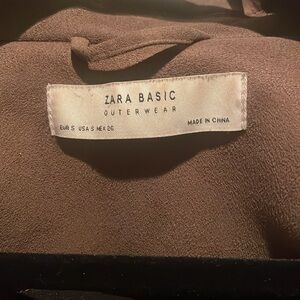 ZARA BASIC
OUTERWEAR
EUR S USA S MEX 26
MADE IN CHINA